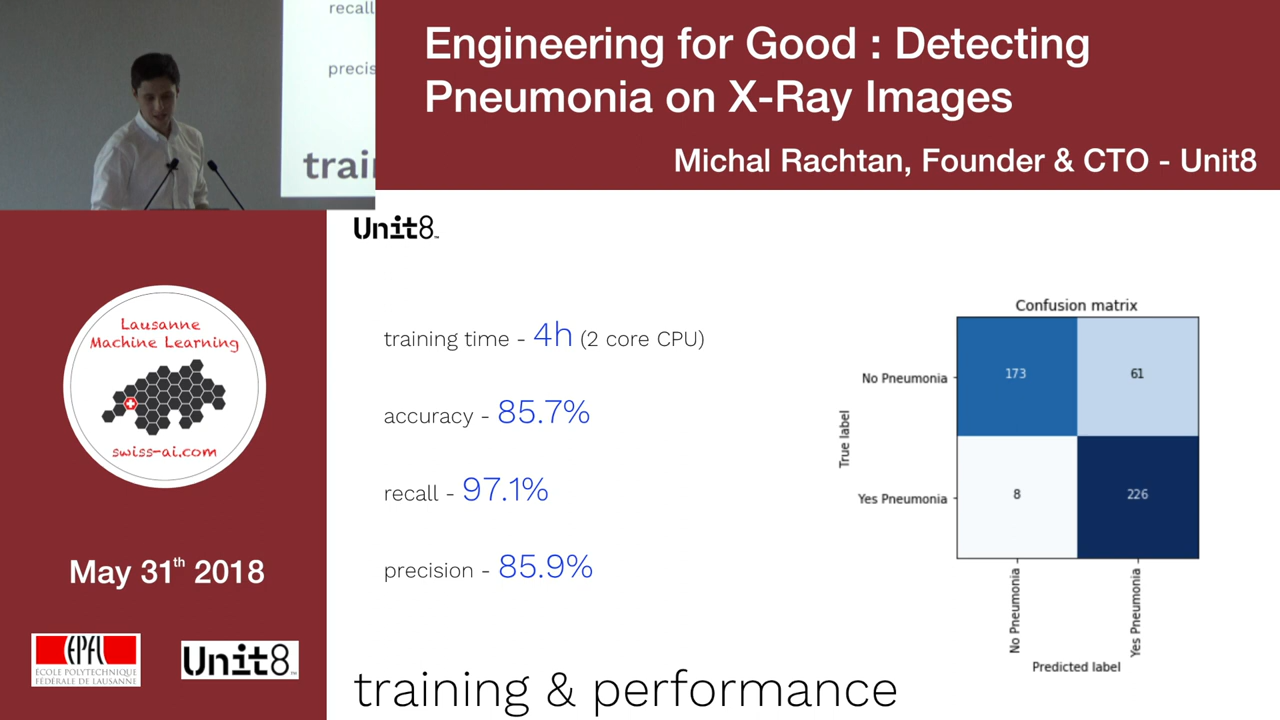 recall
precis
trai
Engineering for Good : Detecting
Pneumonia on X-Ray Images
Michal Rachtan, Founder & CTO - Unit8
Unit8
Lausanne
Machine Learning
swiss-ai.com
May 31th 2018
EPFL
ECOLE POLYTECHNIQUE
FÉDÉRALE DE LAUSANNE
Unit8
training time - 4h (2 core CPU)
accuracy - 85.7%
recall - 97.1%
precision - 85.9%
training & performance
Confusion matrix
True label
No Pneumonia
173
61
Yes Pneumonia
8
226
No Pneumonia
Yes Pneumonia
Predicted label